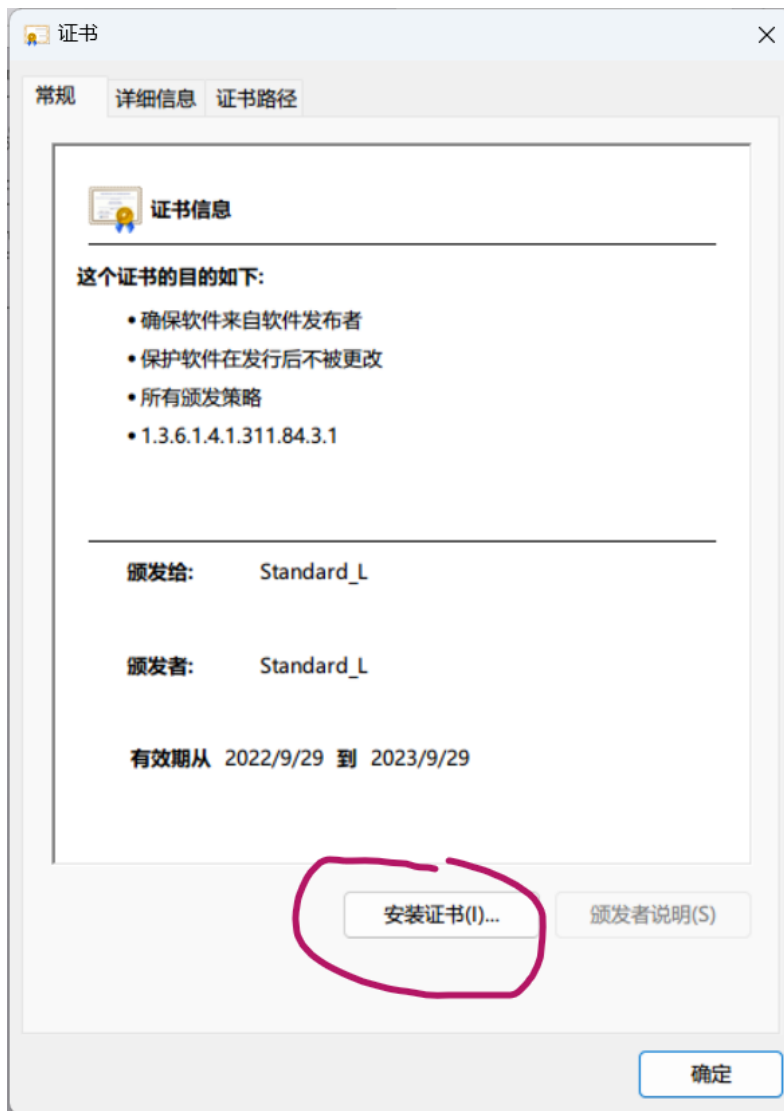 证书
常规 详细信息 证书路径
证书信息
这个证书的目的如下:
• 确保软件来自软件发布者
• 保护软件在发行后不被更改
• 所有颁发策略
• 1.3.6.1.4.1.311.84.3.1
颁发给: Standard_L
颁发者: Standard_L
有效期从 2022/9/29 到 2023/9/29
安装证书(I)... 颁发者说明(S)
确定